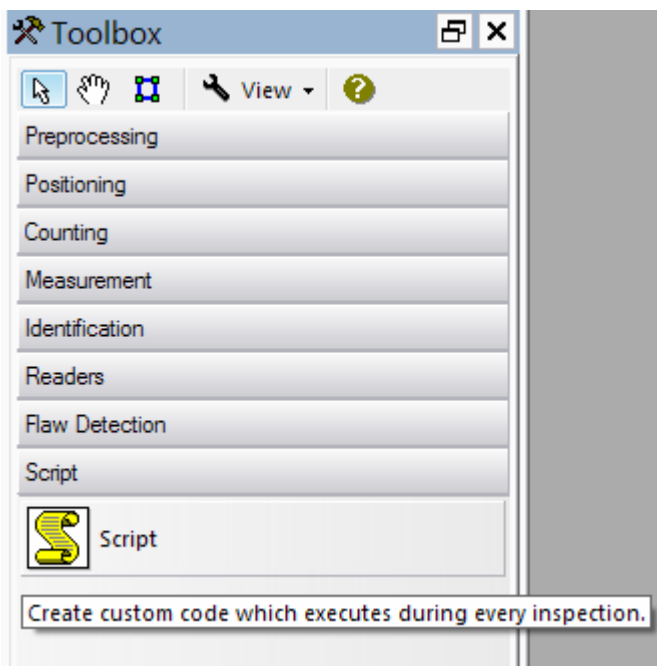 Toolbox
View
Preprocessing
Positioning
Counting
Measurement
Identification
Readers
Flaw Detection
Script
Script
Create custom code which executes during every inspection.